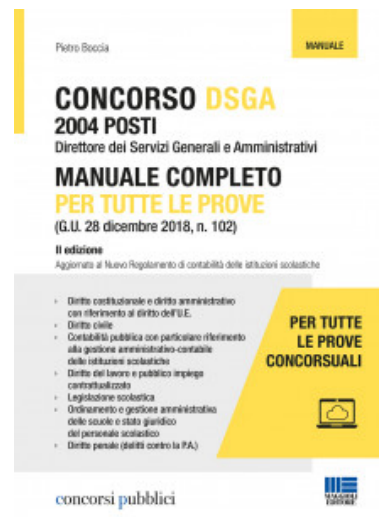 Pietro Boccia
MANUALE
CONCORSO DSGA
2004 POSTI
Direttore dei Servizi Generali e Amministrativi
MANUALE COMPLETO
PER TUTTE LE PROVE
(G.U. 28 dicembre 2018, n. 102)
II edizione
Aggiornato al Nuovo Regolamento di contabilità delle istituzioni scolastiche
› Diritto costituzionale e diritto amministrativo
con riferimento al diritto dell'U.E.
› Diritto civile
› Contabilità pubblica con particolare riferimento
alla gestione amministrativo-contabile
delle istituzioni scolastiche
› Diritto del lavoro e pubblico impiego
contrattualizzato
› Legislazione scolastica
› Ordinamento e gestione amministrativa
delle scuole e stato giuridico
del personale scolastico
› Diritto penale (delitti contro la P.A.)
PER TUTTE
LE PROVE
CONCORSUALI
concorsi pubblici
MAGGIOLI
EDITORE